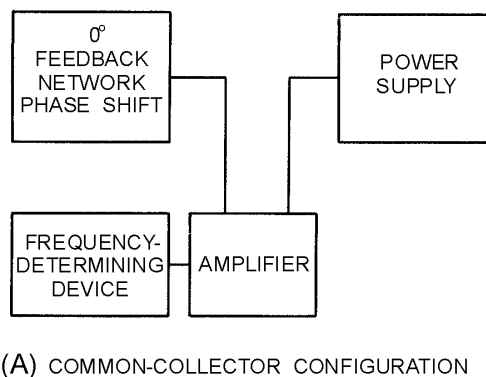 0°
FEEDBACK
NETWORK
PHASE SHIFT
POWER
SUPPLY
FREQUENCY-
DETERMINING
DEVICE
AMPLIFIER
(A) COMMON-COLLECTOR CONFIGURATION